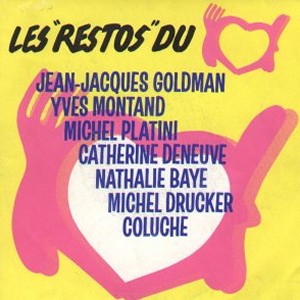 LES "RESTOS" DU
JEAN-JACQUES GOLDMAN
YVES MONTAND
MICHEL PLATINI
CATHERINE DENEUVE
NATHALIE BAYE
MICHEL DRUCKER
COLUCHE